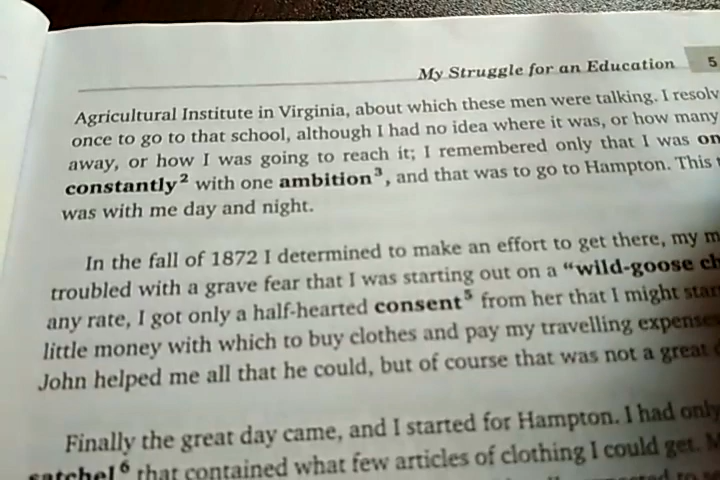 My Struggle for an Education 5
Agricultural Institute in Virginia, about which these men were talking. I resolv
once to go to that school, although I had no idea where it was, or how many
away, or how I was going to reach it; I remembered only that I was on
constantly² with one ambition³, and that was to go to Hampton. This
was with me day and night.
In the fall of 1872 I determined to make an effort to get there, my m
troubled with a grave fear that I was starting out on a “wild-goose ch
any rate, I got only a half-hearted consent⁵ from her that I might star
little money with which to buy clothes and pay my travelling expenses
John helped me all that he could, but of course that was not a great
Finally the great day came, and I started for Hampton. I had only
satchel⁶ that contained what few articles of clothing I could get.